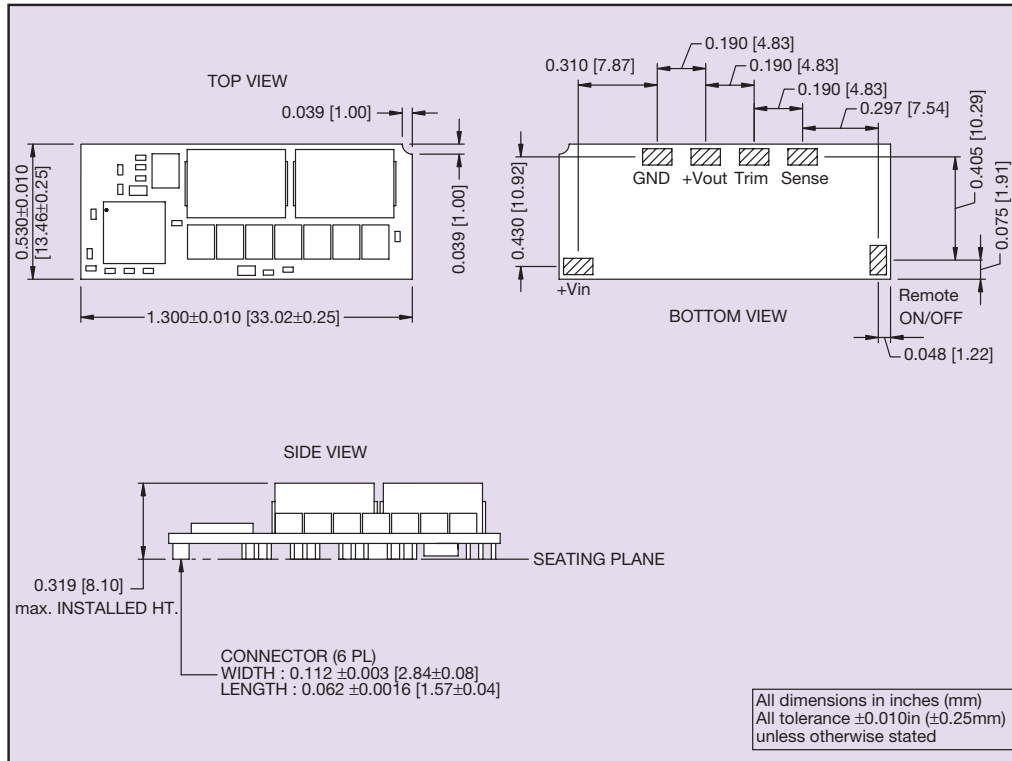 TOP VIEW
0.039 [1.00]
0.530±0.010
[13.46±0.25]
0.039 [1.00]
1.300±0.010 [33.02±0.25]
0.190 [4.83]
0.310 [7.87]
0.190 [4.83]
0.190 [4.83]
0.297 [7.54]
0.430 [10.92]
GND +Vout Trim Sense
0.405 [10.29]
0.075 [1.91]
+Vin
Remote
ON/OFF
BOTTOM VIEW
0.048 [1.22]
SIDE VIEW
SEATING PLANE
0.319 [8.10]
max. INSTALLED HT.
CONNECTOR (6 PL)
WIDTH : 0.112 ±0.003 [2.84±0.08]
LENGTH : 0.062 ±0.0016 [1.57±0.04]
All dimensions in inches (mm)
All tolerance ±0.010in (±0.25mm)
unless otherwise stated